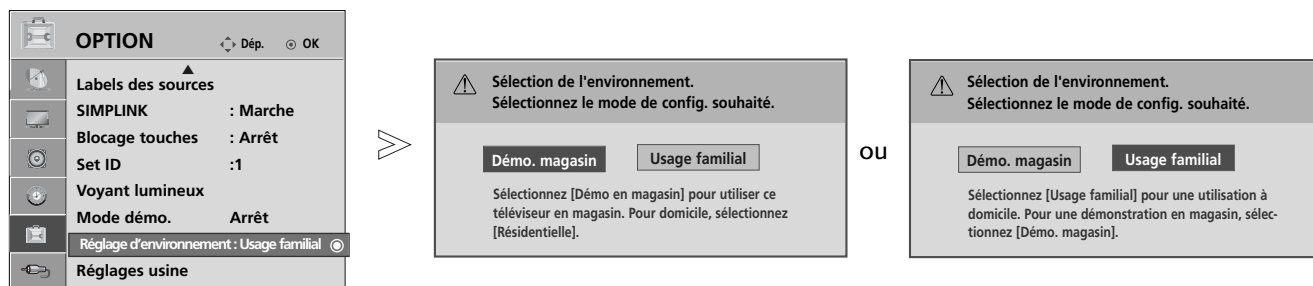 OPTION
Dép. OK
Labels des sources
SIMPLINK : Marche
Blocage touches : Arrêt
Set ID :1
Voyant lumineux
Mode démo. Arrêt
Réglage d'environnement : Usage familial
Réglages usine
Sélection de l'environnement.
Sélectionnez le mode de config. souhaité.
Démo. magasin Usage familial
Sélectionnez [Démo en magasin] pour utiliser ce
téléviseur en magasin. Pour domicile, sélectionnez
[Résidentielle].
ou
Sélection de l'environnement.
Sélectionnez le mode de config. souhaité.
Démo. magasin Usage familial
Sélectionnez [Usage familial] pour une utilisation à
domicile. Pour une démonstration en magasin, sélec-
tionnez [Démo. magasin].